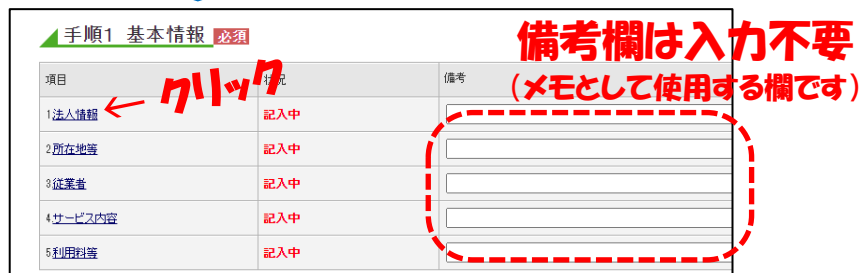 手順1 基本情報 必須
備考欄は入力不要
(メモとして使用する欄です)
クリック
項目 状況 備考
1法人情報 記入中
2所在地等 記入中
3従業者 記入中
4サービス内容 記入中
5利用料等 記入中